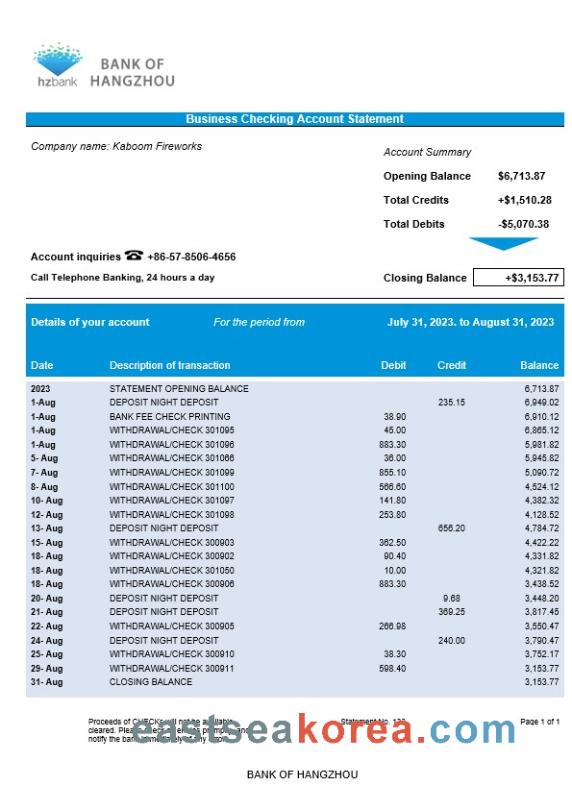 hzbank
BANK OF
HANGZHOU
Business Checking Account Statement
Company name: Kaboom Fireworks
Account Summary
Opening Balance $6,713.87
Total Credits +$1,510.28
Total Debits -$5,070.38
Account inquiries ☎ +86-57-8506-4656
Call Telephone Banking, 24 hours a day
Closing Balance +$3,153.77
Details of your account For the period from July 31, 2023. to August 31, 2023
Date Description of transaction Debit Credit Balance
2023 STATEMENT OPENING BALANCE 6,713.87
1-Aug DEPOSIT NIGHT DEPOSIT 235.15 6,949.02
1-Aug BANK FEE CHECK PRINTING 38.90 6,910.12
1-Aug WITHDRAWAL/CHECK 301095 45.00 6,865.12
1-Aug WITHDRAWAL/CHECK 301096 883.30 5,981.82
5- Aug WITHDRAWAL/CHECK 301066 36.00 5,945.82
7- Aug WITHDRAWAL/CHECK 301099 855.10 5,090.72
8- Aug WITHDRAWAL/CHECK 301100 566.60 4,524.12
10- Aug WITHDRAWAL/CHECK 301097 141.80 4,382.32
12- Aug WITHDRAWAL/CHECK 301098 253.80 4,128.52
13- Aug DEPOSIT NIGHT DEPOSIT 656.20 4,784.72
15- Aug WITHDRAWAL/CHECK 300903 362.50 4,422.22
18- Aug WITHDRAWAL/CHECK 300902 90.40 4,331.82
18- Aug WITHDRAWAL/CHECK 301050 10.00 4,321.82
18- Aug WITHDRAWAL/CHECK 300906 883.30 3,438.52
20- Aug DEPOSIT NIGHT DEPOSIT 9.68 3,448.20
21- Aug DEPOSIT NIGHT DEPOSIT 369.25 3,817.45
22- Aug WITHDRAWAL/CHECK 300905 266.98 3,550.47
24- Aug DEPOSIT NIGHT DEPOSIT 240.00 3,790.47
25- Aug WITHDRAWAL/CHECK 300910 38.30 3,752.17
29- Aug WITHDRAWAL/CHECK 300911 598.40 3,153.77
31- Aug CLOSING BALANCE 3,153.77
Proceeds of CHECKs will not be available
Statement No.
Page 1 of 1
cleared. and
notify the bank immediately of any
eastseakorea.com
BANK OF HANGZHOU